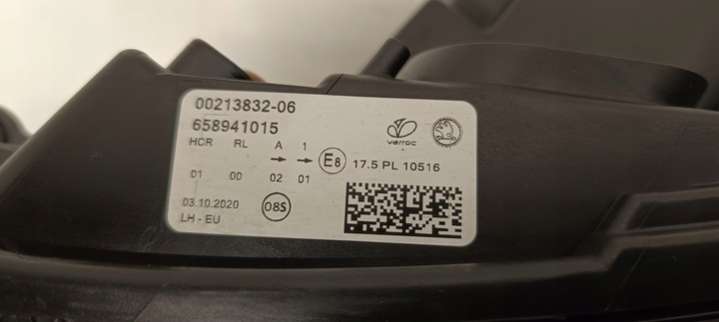 00213832-06
658941015
varroc
HCR RL A 1
E8 17.5 PL 10516
01 00 02 01
03.10.2020
08S
LH - EU